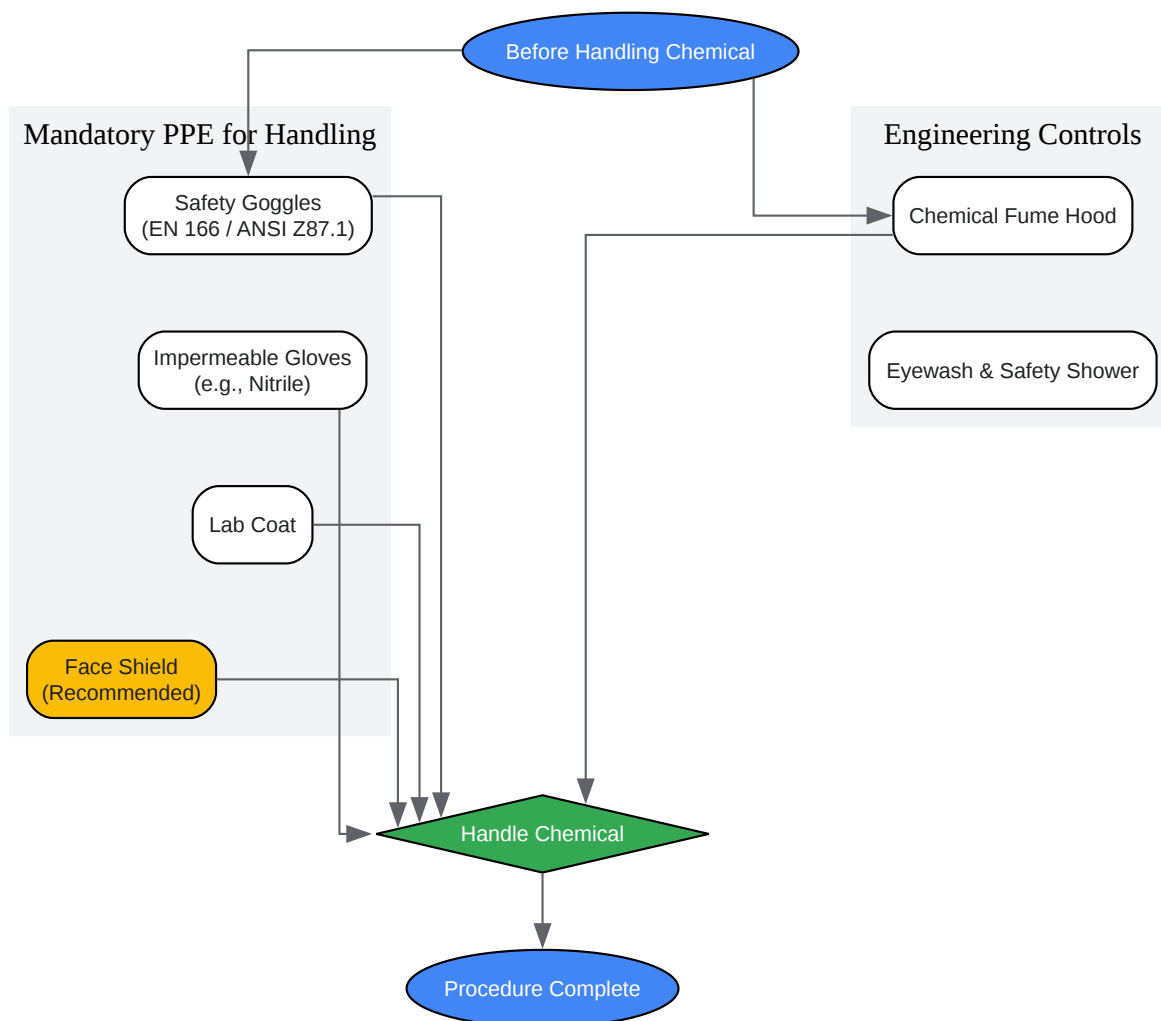 Before Handling Chemical
Mandatory PPE for Handling
Safety Goggles
(EN 166 / ANSI Z87.1)
Impermeable Gloves
(e.g., Nitrile)
Lab Coat
Face Shield
(Recommended)
Engineering Controls
Chemical Fume Hood
Eyewash & Safety Shower
Handle Chemical
Procedure Complete